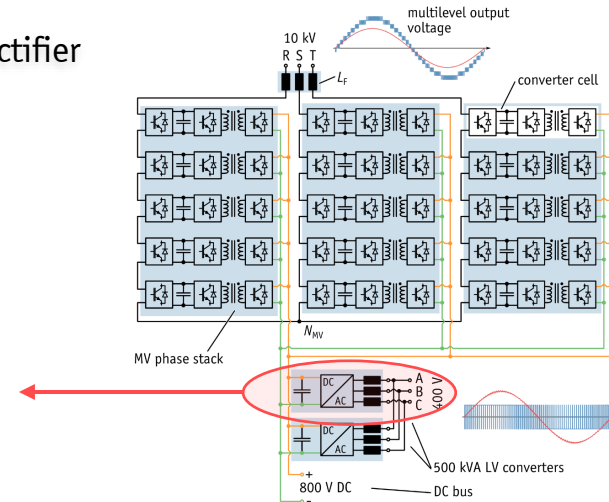 ctifier
10 kV
R S T
multilevel output
voltage
L_F
converter cell
N_MV
MV phase stack
DC
AC
A
B
C
400 V
DC
AC
500 kVA LV converters
+
800 V DC
DC bus
-